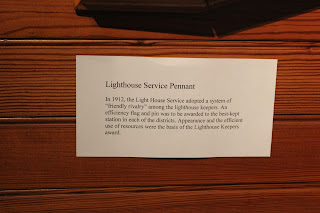 Lighthouse Service Pennant
In 1912, the Light House Service adopted a system of
"friendly rivalry" among the lighthouse keepers. An
efficiency flag and pin was to be awarded to the best-kept
station in each of the districts. Appearance and the efficient
use of resources were the basis of the Lighthouse Keepers
award.